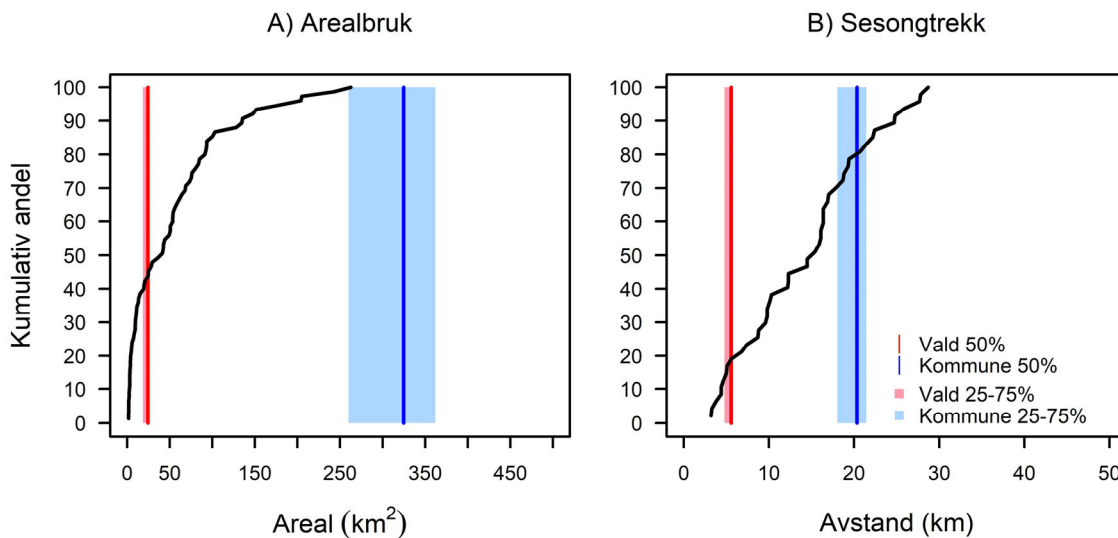 A) Arealbruk
B) Sesongtrekk
Kumulativ andel
100
90
80
70
60
50
40
30
20
10
0
0 50 150 250 350 450
Areal (km²)
100
90
80
70
60
50
40
30
20
10
0
0 10 20 30 40 50
Avstand (km)
Vald 50%
Kommune 50%
Vald 25-75%
Kommune 25-75%